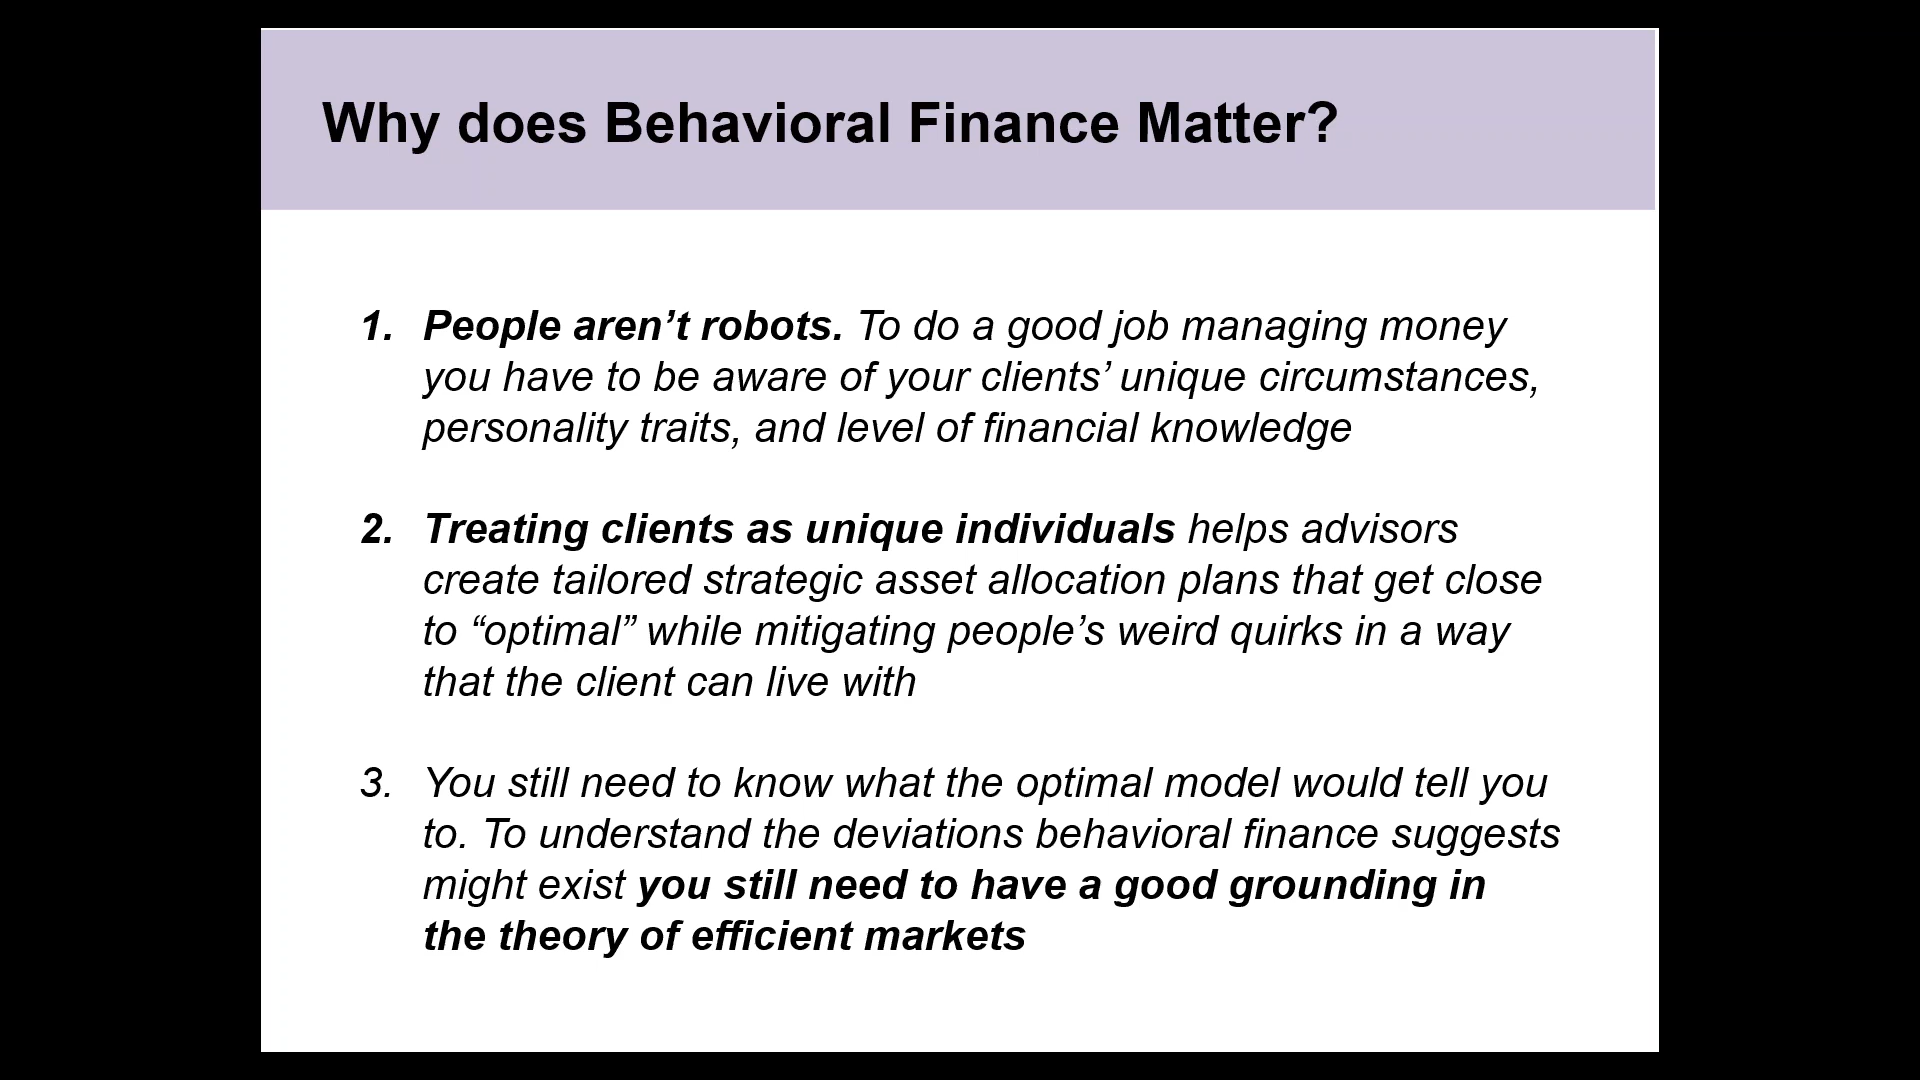 Why does Behavioral Finance Matter?
1. People aren’t robots. To do a good job managing money
you have to be aware of your clients’ unique circumstances,
personality traits, and level of financial knowledge
2. Treating clients as unique individuals helps advisors
create tailored strategic asset allocation plans that get close
to “optimal” while mitigating people’s weird quirks in a way
that the client can live with
3. You still need to know what the optimal model would tell you
to. To understand the deviations behavioral finance suggests
might exist you still need to have a good grounding in
the theory of efficient markets